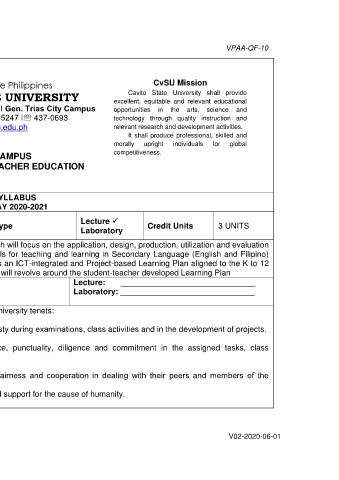 VPAA-QF-10
e Philippines
S UNIVERSITY
l Gen. Trias City Campus
-5247 |☏ 437-0693
u.edu.ph
AMPUS
EACHER EDUCATION
CvSU Mission
Cavite State University shall provide
excellent, equitable and relevant educational
opportunities in the arts, science and
technology through quality instruction and
relevant research and development activities.
It shall produce professional, skilled and
morally upright individuals for global
competitiveness.
YLLABUS
AY 2020-2021
ype
Lecture ✓
Laboratory
Credit Units
3 UNITS
ch will focus on the application, design, production, utilization and evaluation
ls for teaching and learning in Secondary Language (English and Filipino)
s an ICT-integrated and Project-based Learning Plan aligned to the K to 12
will revolve around the student-teacher developed Learning Plan
Lecture: ____________
Laboratory: ____________
niversity tenets:
sty during examinations, class activities and in the development of projects.
ce, punctuality, diligence and commitment in the assigned tasks, class
airness and cooperation in dealing with their peers and members of the
d support for the cause of humanity.
V02-2020-06-01